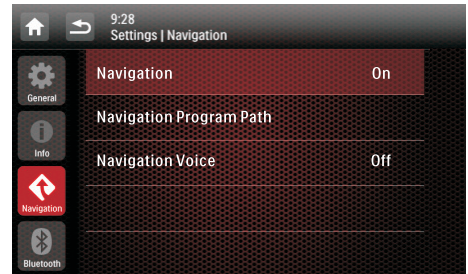 9:28
Settings | Navigation
General
Info
Navigation
Bluetooth
Navigation On
Navigation Program Path
Navigation Voice Off